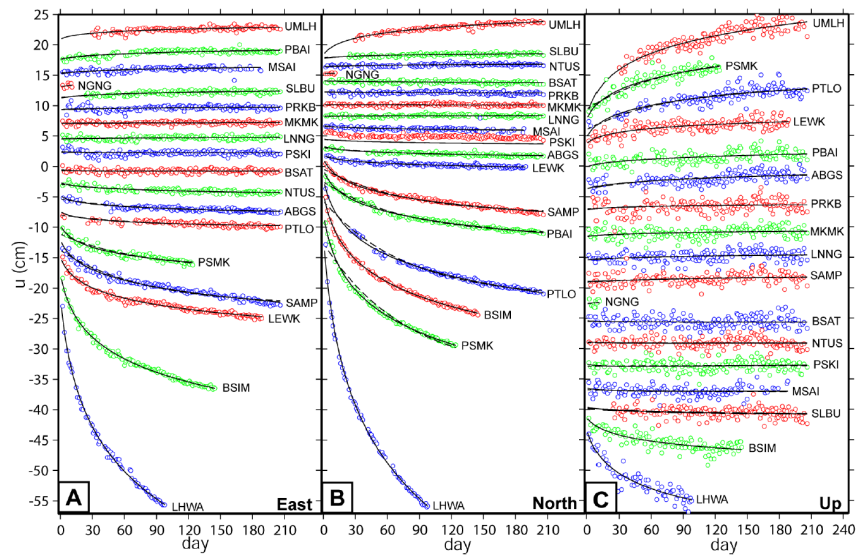 25
20
15
10
5
0
-5
-10
-15
-20
-25
-30
-35
-40
-45
-50
-55
u (cm)
UMLH
PBAI
MSAI
NGNG
SLBU
PRKB
MKMK
LNNG
PSKI
BSAT
NTUS
ABGS
PTLO
PSMK
SAMP
LEWK
BSIM
LHWA
A
East
0 30 60 90 120 150 180 210
day
UMLH
SLBU
NTUS
NGNG
BSAT
PRKB
MKMK
LNNG
MSAI
PSKI
ABGS
LEWK
SAMP
PBAI
PTLO
BSIM
PSMK
LHWA
B
North
0 30 60 90 120 150 180 210
day
UMLH
PSMK
PTLO
LEWK
PBAI
ABGS
PRKB
MKMK
LNNG
SAMP
NGNG
BSAT
NTUS
PSKI
MSAI
SLBU
BSIM
LHWA
C
Up
0 30 60 90 120 150 180 210 240
day